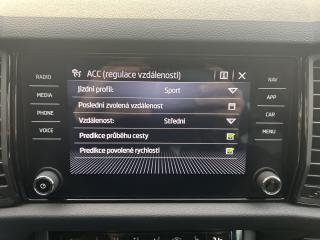 ACC (regulace vzdálenosti)
RADIO
MEDIA
PHONE
VOICE
Jízdní profil: Sport
Poslední zvolená vzdálenost
Vzdálenost: Střední
Predikce průběhu cesty
Predikce povolené rychlosti
NAV
APP
CAR
MENU